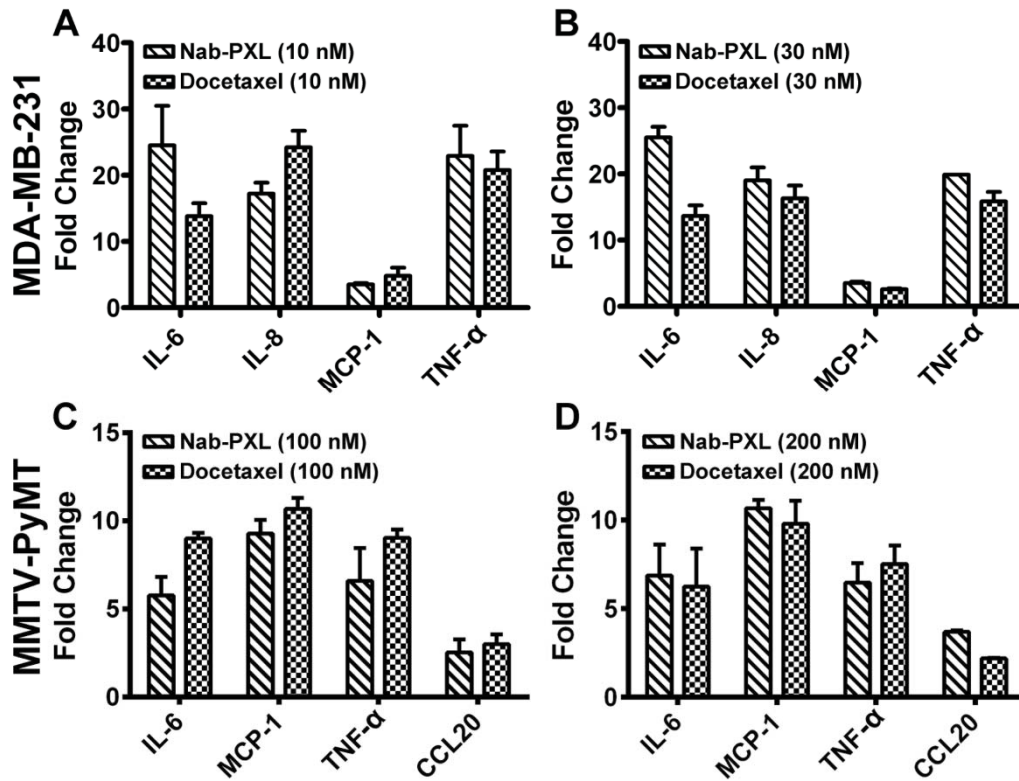 A
B
MDA-MB-231
Fold Change
40
30
20
10
0
Nab-PXL (10 nM)
Docetaxel (10 nM)
IL-6
IL-8
MCP-1
TNF-α
Fold Change
40
30
20
10
0
Nab-PXL (30 nM)
Docetaxel (30 nM)
IL-6
IL-8
MCP-1
TNF-α
C
D
MMTV-PyMT
Fold Change
15
10
5
0
Nab-PXL (100 nM)
Docetaxel (100 nM)
IL-6
MCP-1
TNF-α
CCL20
Fold Change
15
10
5
0
Nab-PXL (200 nM)
Docetaxel (200 nM)
IL-6
MCP-1
TNF-α
CCL20